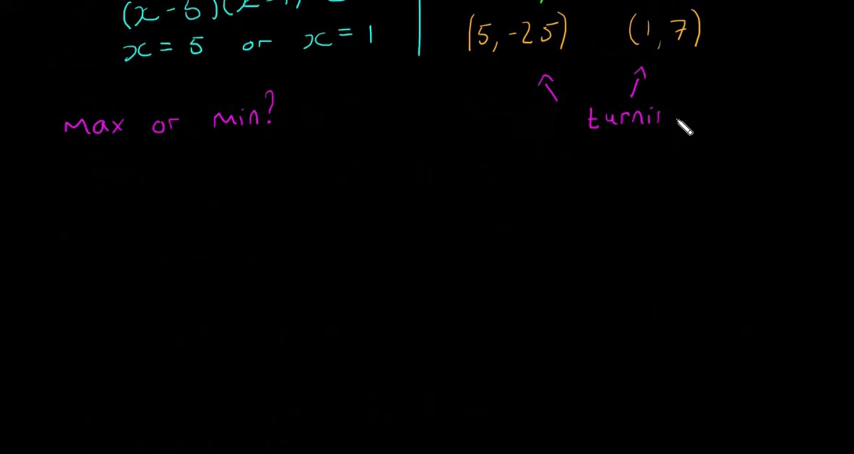 x = 5 or x = 1
(5, -25) (1, 7)
max or min?
turni